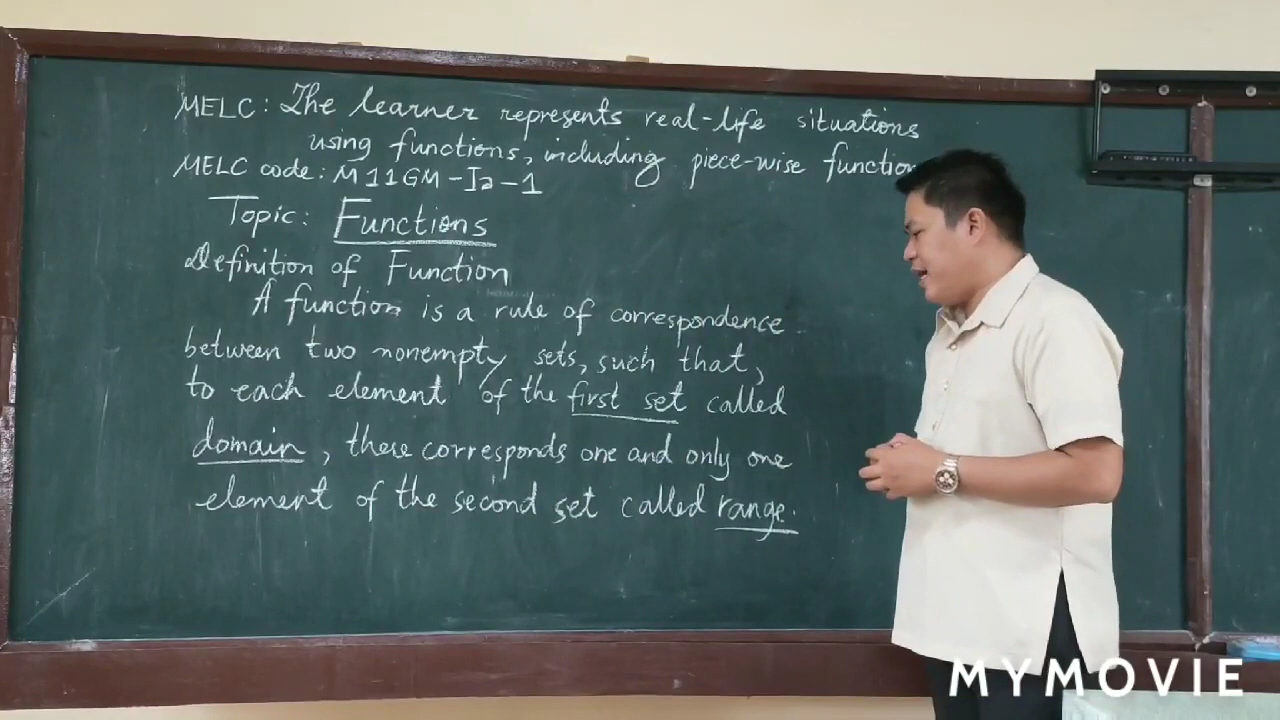 MELC: The learner represents real-life situations
using functions, including piece-wise function
MELC code: M11GM-Ia-1
Topic: Functions
Definition of Function
A function is a rule of correspondence
between two nonempty sets, such that,
to each element of the first set called
domain, there corresponds one and only one
element of the second set called range.
MYMOVIE